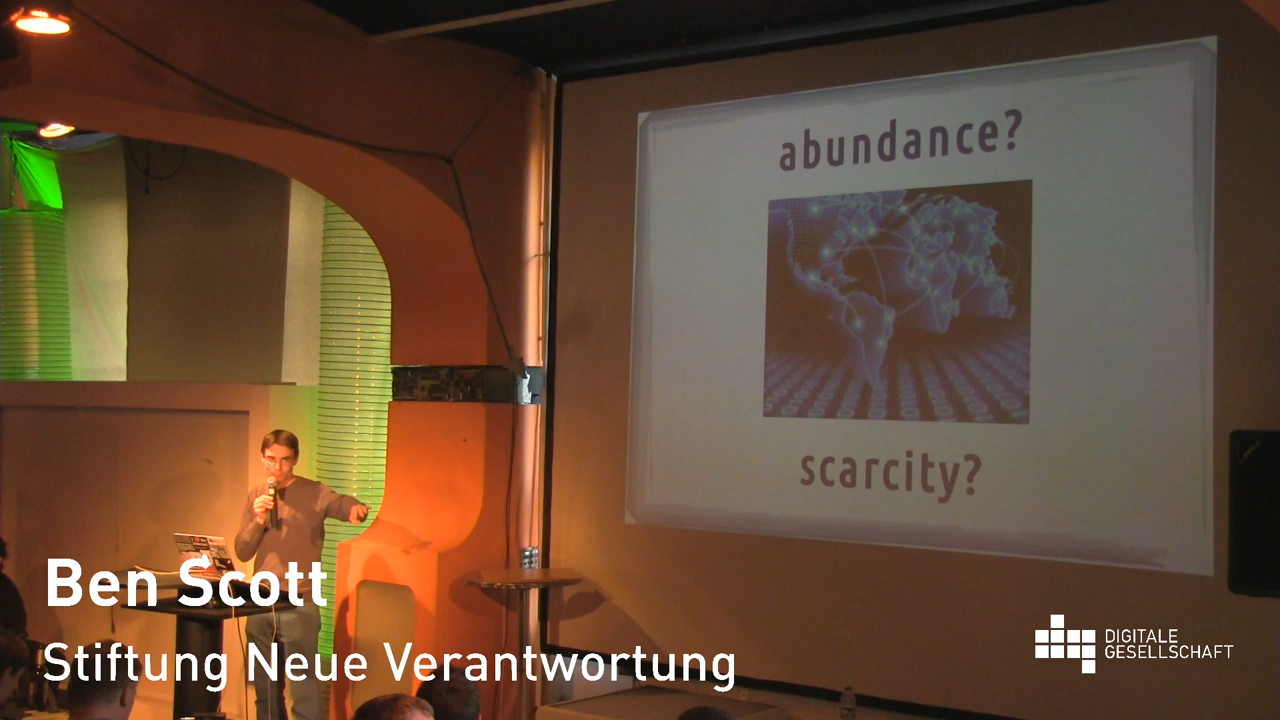 abundance?
scarcity?
Ben Scott
Stiftung Neue Verantwortung
DIGITALE
GESELLSCHAFT